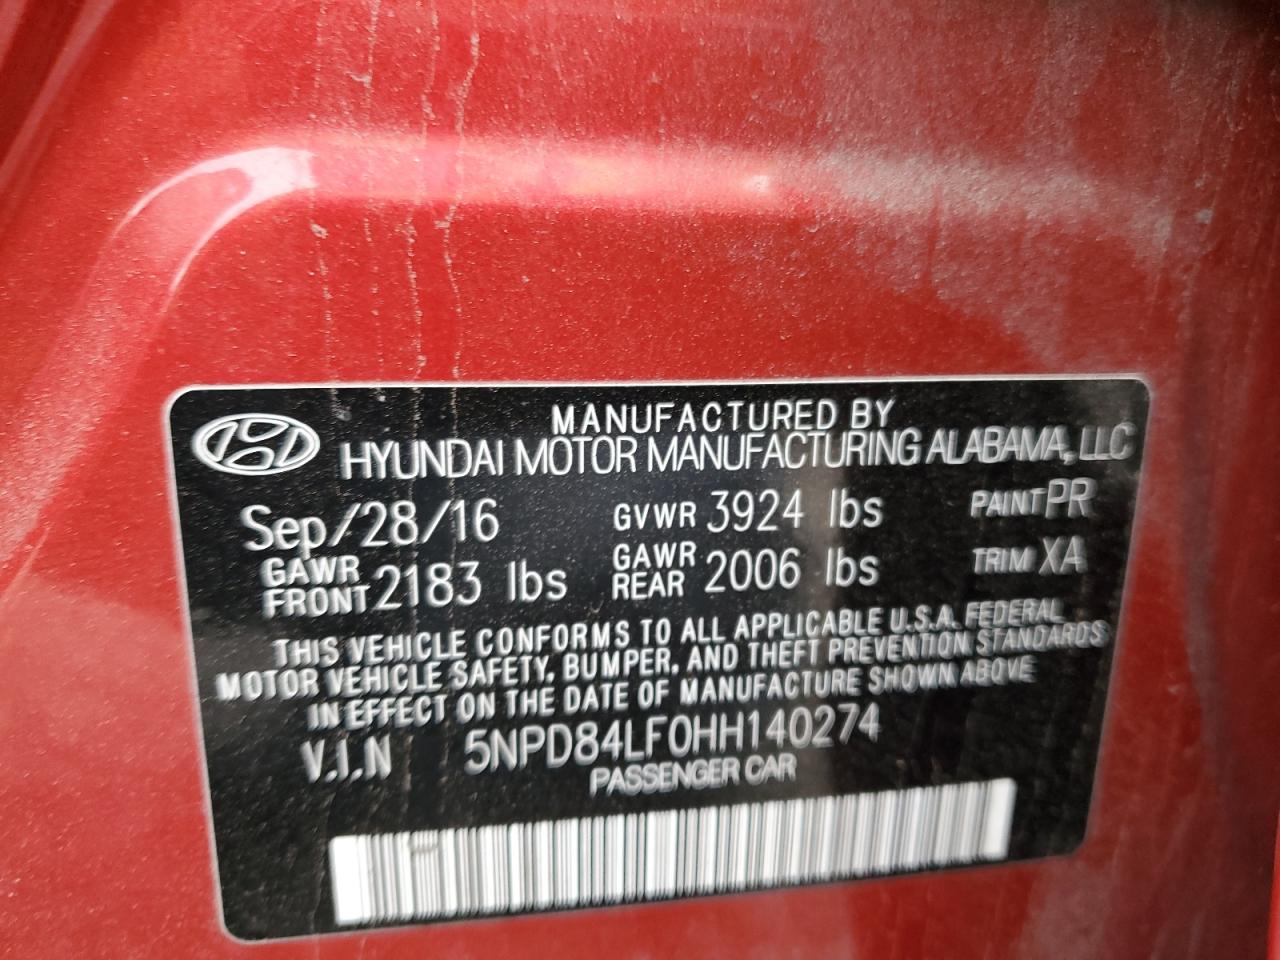 MANUFACTURED BY
HYUNDAI MOTOR MANUFACTURING ALABAMA, LLC
Sep/28/16 GVWR 3924 lbs PAINT PR
GAWR FRONT 2183 lbs GAWR REAR 2006 lbs TRIM XA
THIS VEHICLE CONFORMS TO ALL APPLICABLE U.S.A. FEDERAL
MOTOR VEHICLE SAFETY, BUMPER, AND THEFT PREVENTION STANDARDS
IN EFFECT ON THE DATE OF MANUFACTURE SHOWN ABOVE
V.I.N 5NPD84LF0HH140274
PASSENGER CAR